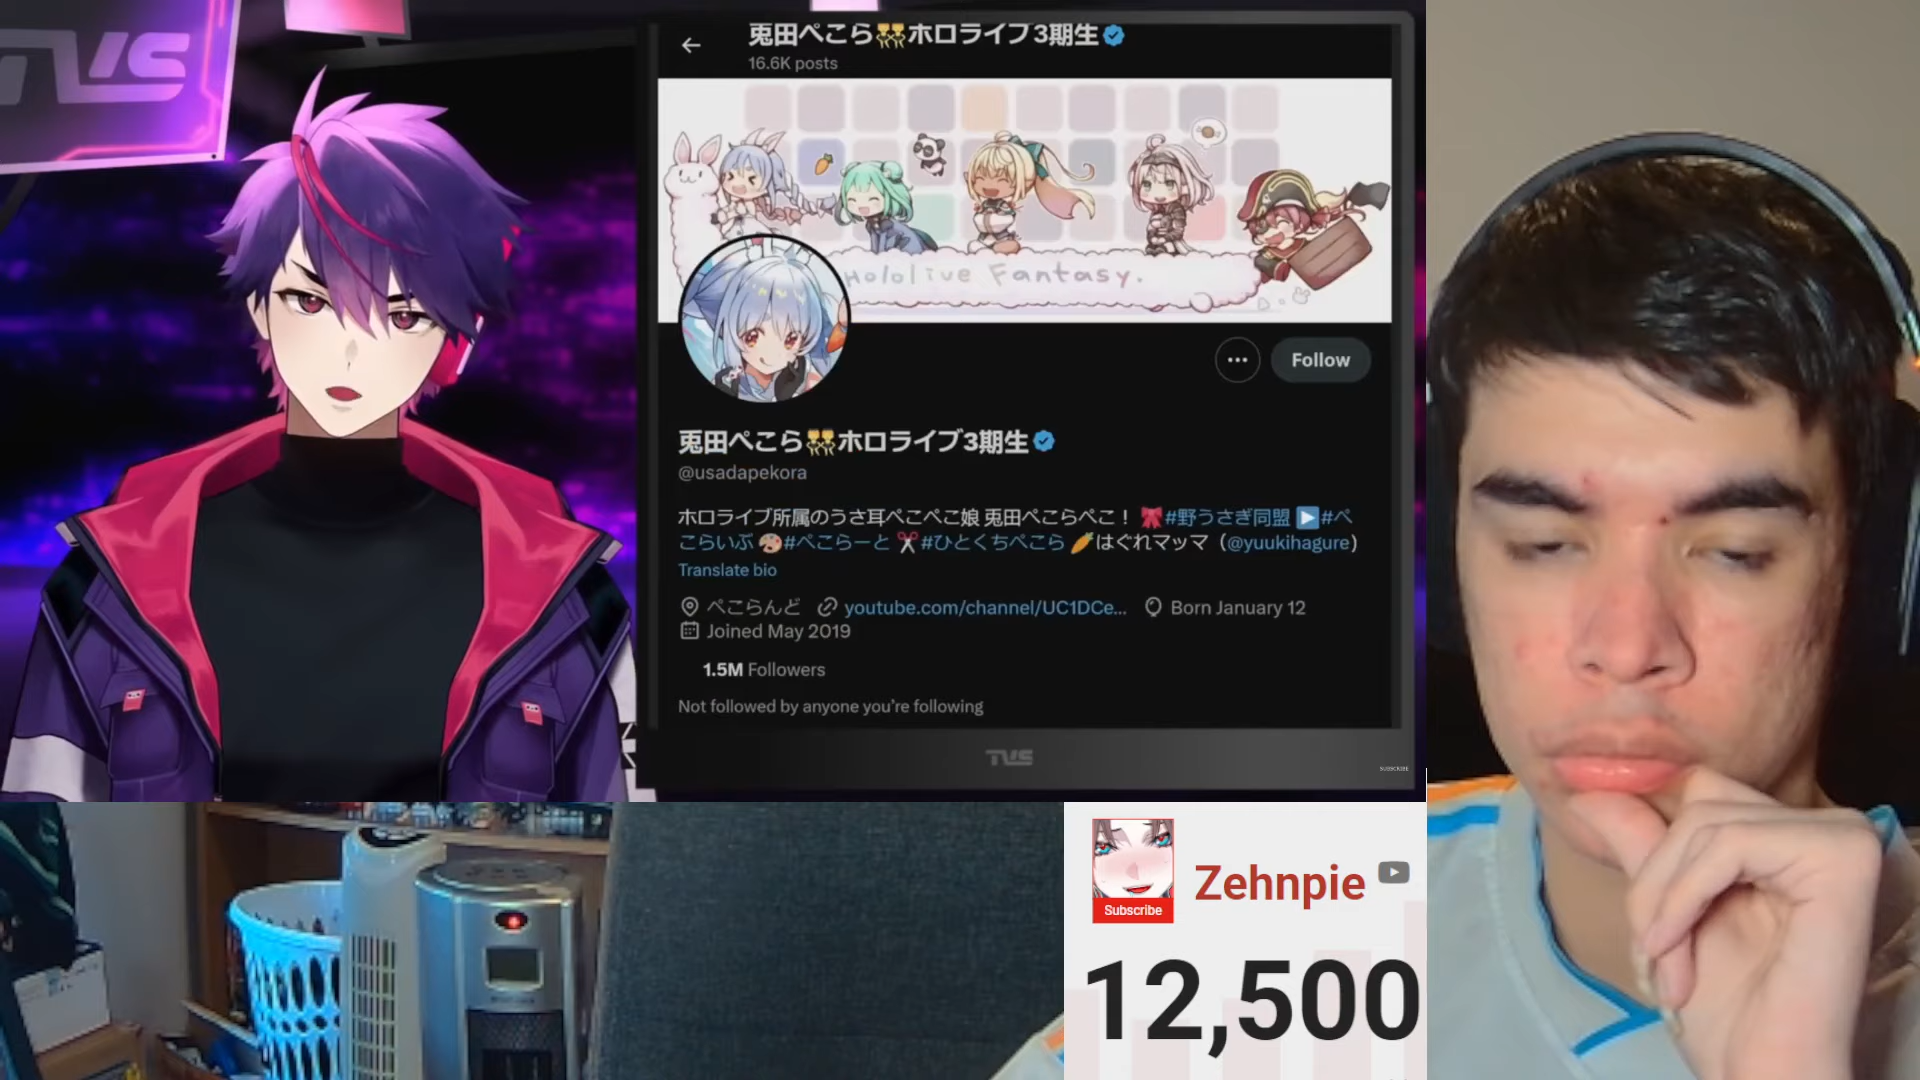 TVS
兎田ぺこら👯ホロライブ3期生
16.6K posts
Hololive Fantasy.
Follow
兎田ぺこら👯ホロライブ3期生
@usadapekora
ホロライブ所属のうさ耳ぺこぺこ娘 兎田ぺこらぺこ！ 🎀#野うさぎ同盟 ▶️#ぺ
こらいぶ 🎨#ぺこらーと ✂️#ひとくちぺこら 🥕はぐれマッマ（@yuukihagure）
Translate bio
ぺこらんど youtube.com/channel/UC1DCe... Born January 12
Joined May 2019
1.5M Followers
Not followed by anyone you're following
TVS
SUBSCRIBE
Zehnpie
Subscribe
12,500